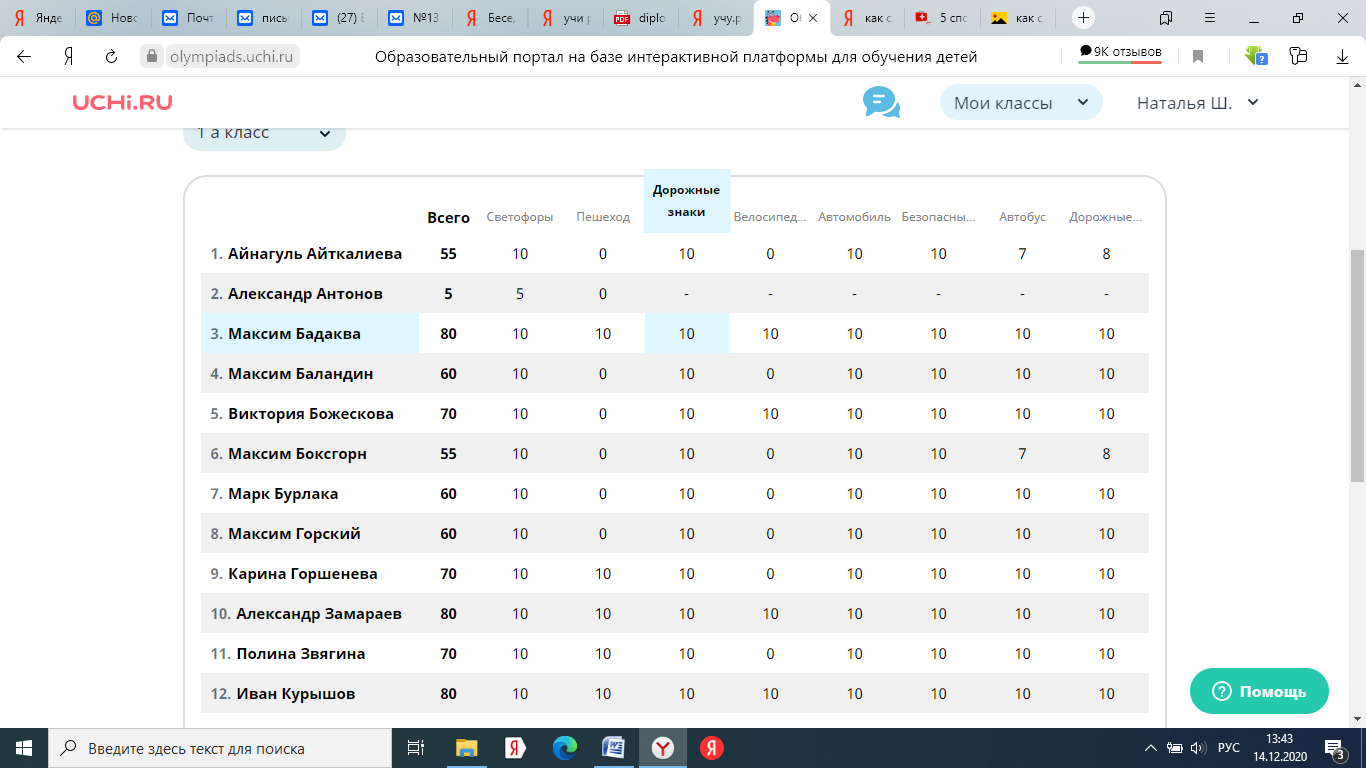 Янде Новс Почт письм (27) В №13 Бесе, учи р diplo учу.р Ол как с 5 спс как с
olympiads.uchi.ru Образовательный портал на базе интерактивной платформы для обучения детей 9К отзывов
UCHi.RU Мои классы Наталья Ш.
1 а класс
Всего Светофоры Пешеход Дорожные знаки Велосипед... Автомобиль Безопасны... Автобус Дорожные...
1. Айнагуль Айткалиева 55 10 0 10 0 10 10 7 8
2. Александр Антонов 5 5 0 - - - - - -
3. Максим Бадаква 80 10 10 10 10 10 10 10 10
4. Максим Баландин 60 10 0 10 0 10 10 10 10
5. Виктория Божескова 70 10 0 10 10 10 10 10 10
6. Максим Боксгорн 55 10 0 10 0 10 10 7 8
7. Марк Бурлака 60 10 0 10 0 10 10 10 10
8. Максим Горский 60 10 0 10 0 10 10 10 10
9. Карина Горшенева 70 10 10 10 0 10 10 10 10
10. Александр Замараев 80 10 10 10 10 10 10 10 10
11. Полина Звягина 70 10 10 10 0 10 10 10 10
12. Иван Курышов 80 10 10 10 10 10 10 10 10
Помощь
Введите здесь текст для поиска РУС 13:43
14.12.2020 3